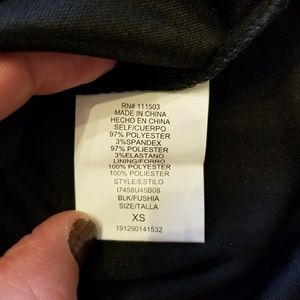 RN# 111503
MADE IN CHINA
HECHO EN CHINA
SELF/CUERPO
97% POLYESTER
3%SPANDEX
97% POLIESTER
3%ELASTANO
LINING/FORRO
100% POLYESTER
100% POLIESTER
STYLE/ESTILO
I7458U45B08
BLK/FUSHIA
SIZE/TALLA
XS
191290141532